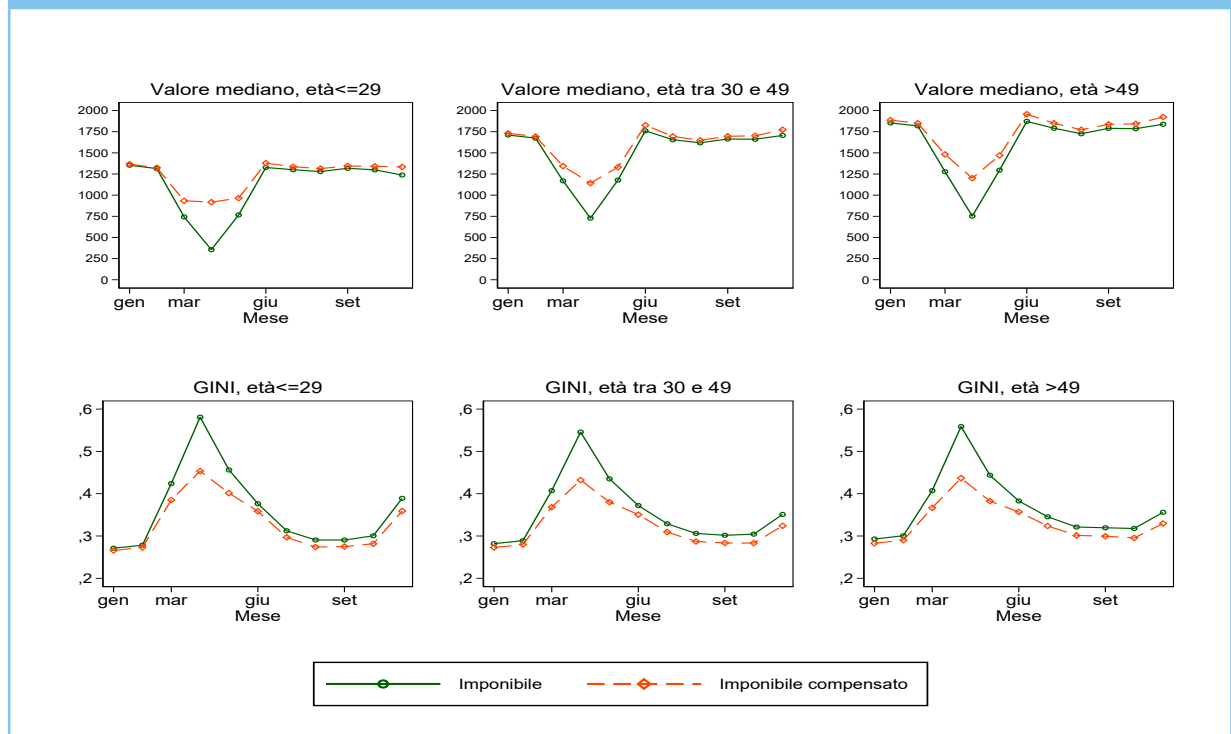 Valore mediano, età<=29
2000
1750
1500
1250
1000
750
500
250
0
gen mar giu set
Mese
Valore mediano, età tra 30 e 49
2000
1750
1500
1250
1000
750
500
250
0
gen mar giu set
Mese
Valore mediano, età >49
2000
1750
1500
1250
1000
750
500
250
0
gen mar giu set
Mese
GINI, età<=29
,6
,5
,4
,3
,2
gen mar giu set
Mese
GINI, età tra 30 e 49
,6
,5
,4
,3
,2
gen mar giu set
Mese
GINI, età >49
,6
,5
,4
,3
,2
gen mar giu set
Mese
Imponibile Imponibile compensato